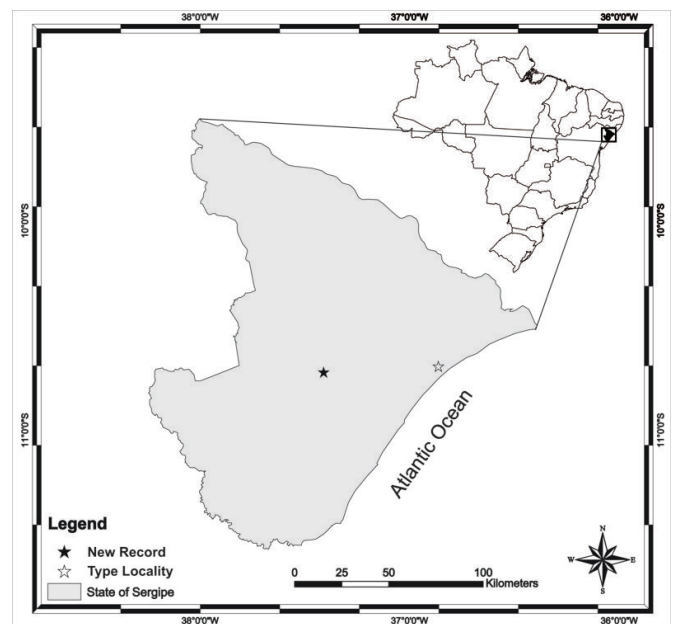 38°0'0"W 37°0'0"W 36°0'0"W
10°0'0"S 10°0'0"S
11°0'0"S 11°0'0"S
Atlantic Ocean
Legend
New Record
Type Locality
State of Sergipe
0 25 50 100
Kilometers
N
W E
S
38°0'0"W 37°0'0"W 36°0'0"W